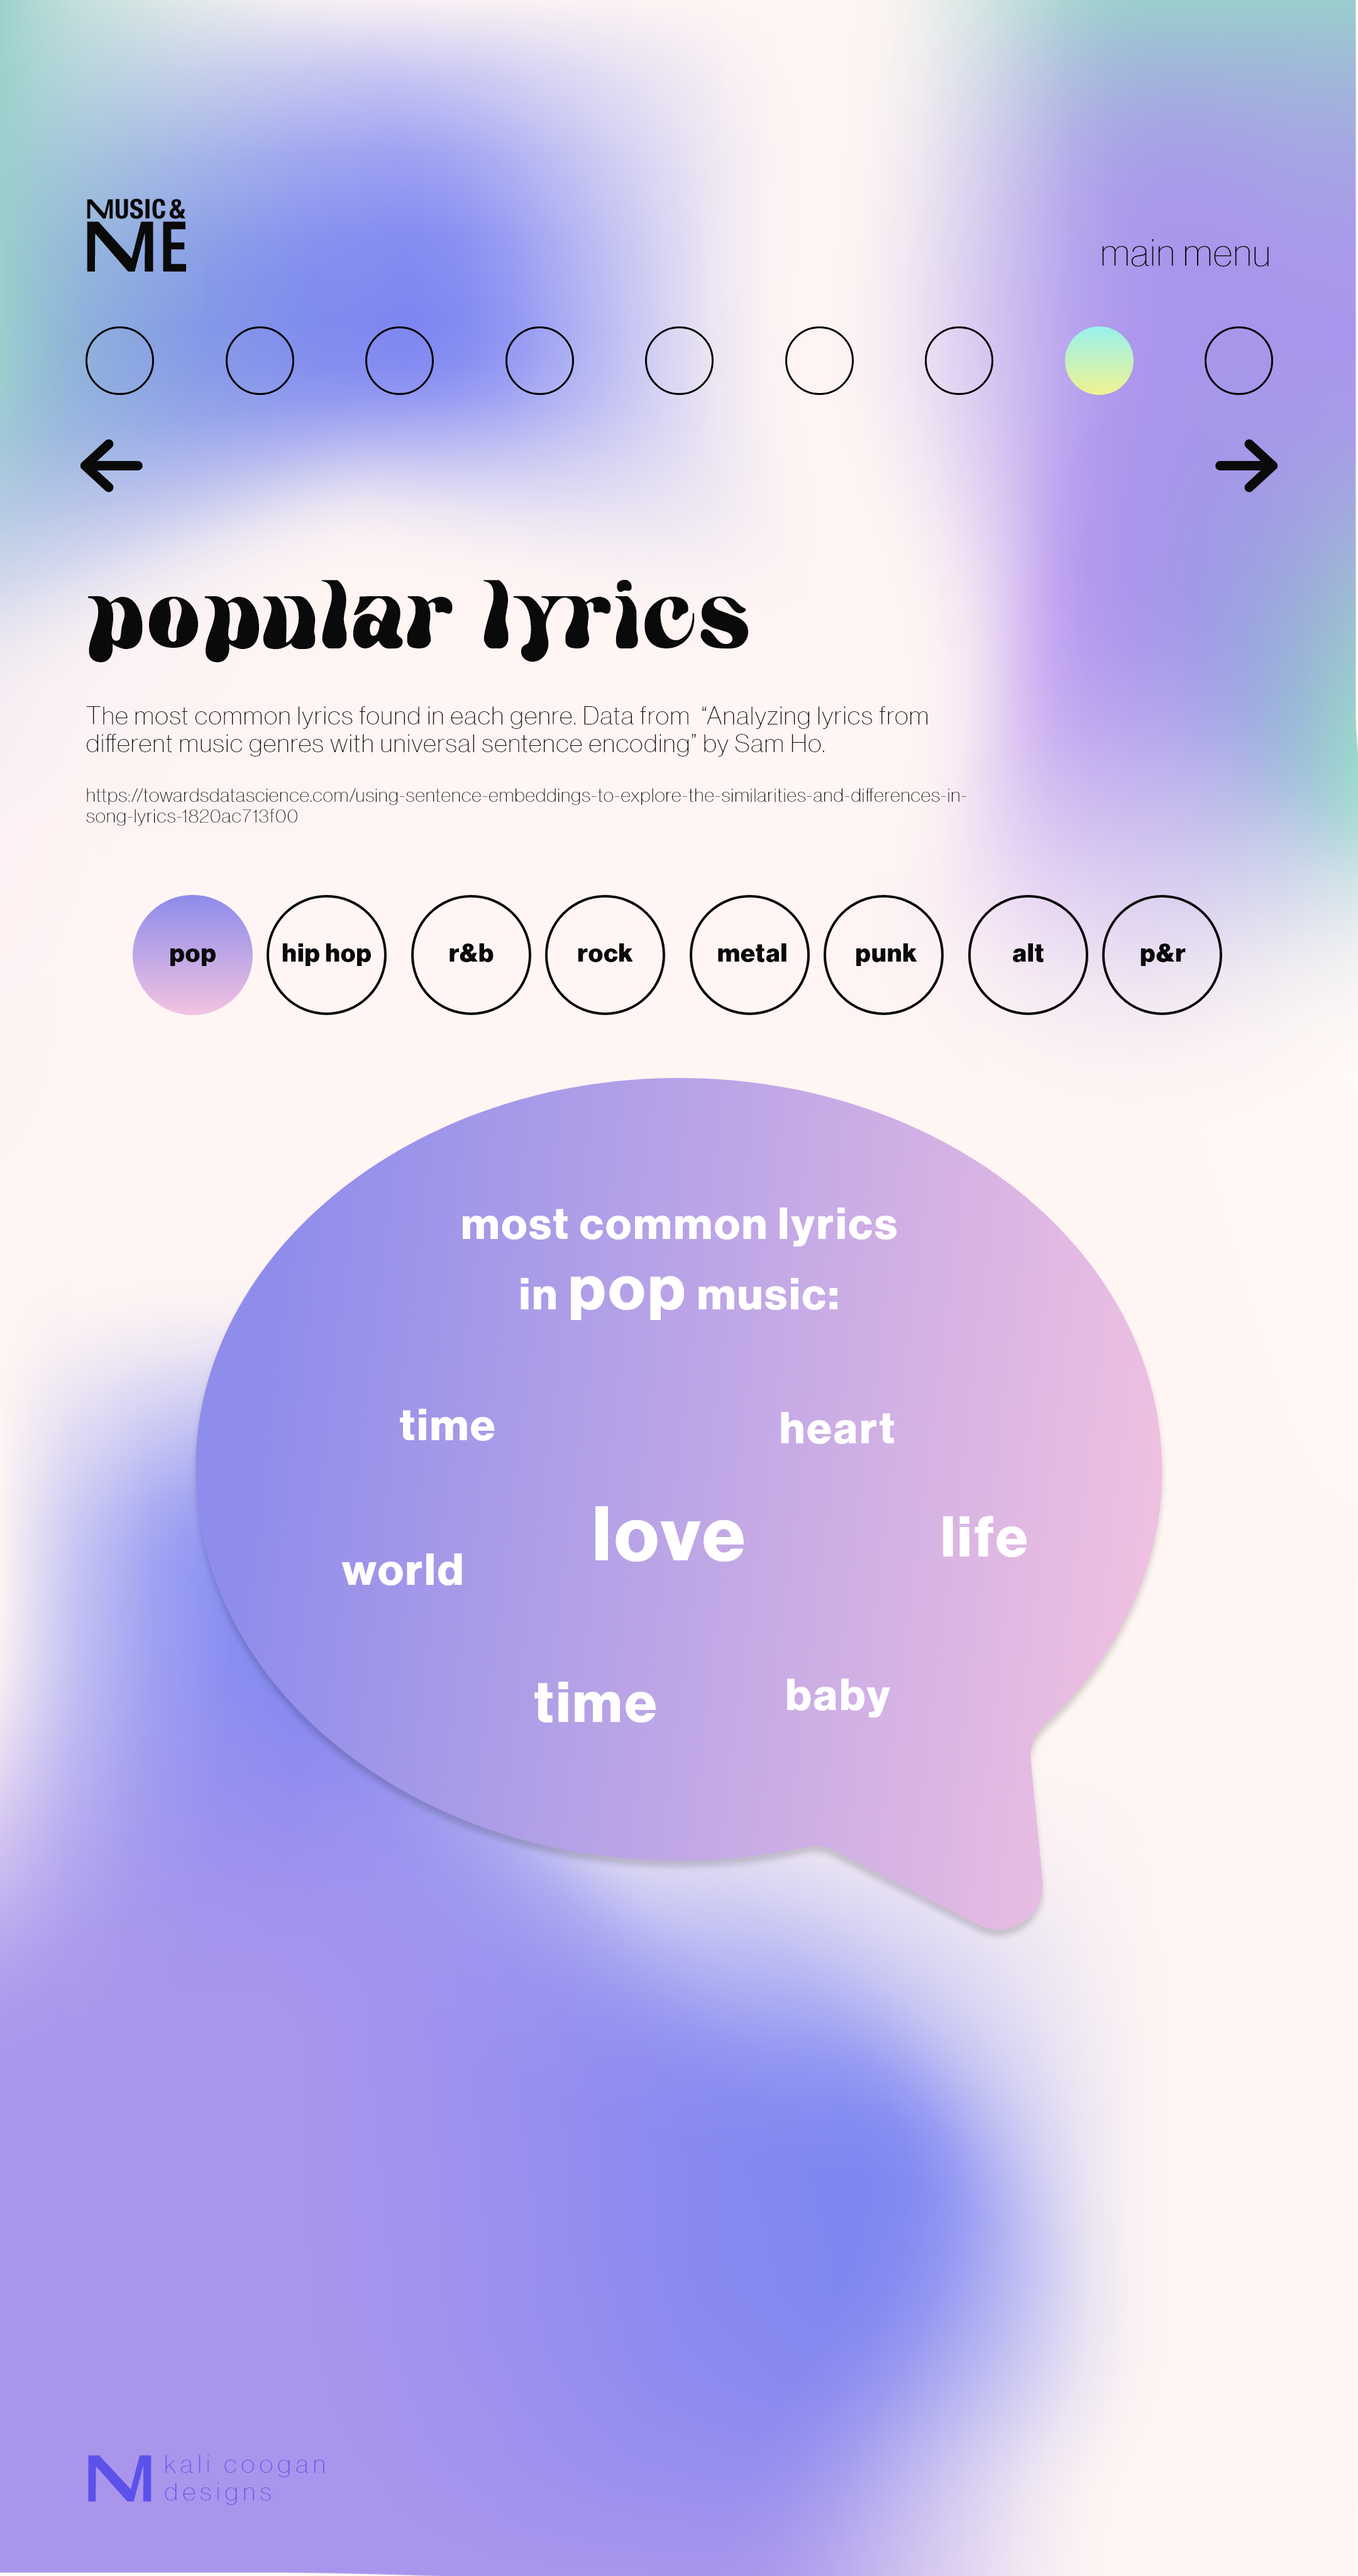 MUSIC &
ME
main menu
popular lyrics
The most common lyrics found in each genre. Data from “Analyzing lyrics from
different music genres with universal sentence encoding” by Sam Ho.
https://towardsdatascience.com/using-sentence-embeddings-to-explore-the-similarities-and-differences-in-
song-lyrics-1820ac713f00
pop hip hop r&b rock metal punk alt p&r
most common lyrics
in pop music:
time heart
love life
world
time baby
M kali coogan
designs